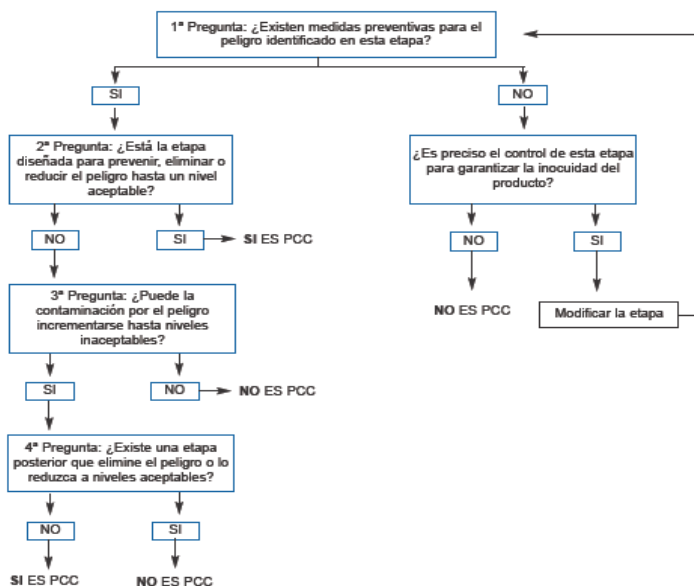 1ª Pregunta: ¿Existen medidas preventivas para el
peligro identificado en esta etapa?
SI
NO
2ª Pregunta: ¿Está la etapa
diseñada para prevenir, eliminar o
reducir el peligro hasta un nivel
aceptable?
¿Es preciso el control de esta etapa
para garantizar la inocuidad del
producto?
NO
SI
SI ES PCC
NO
SI
3ª Pregunta: ¿Puede la
contaminación por el peligro
incrementarse hasta niveles
inaceptables?
NO ES PCC
Modificar la etapa
SI
NO
NO ES PCC
4ª Pregunta: ¿Existe una etapa
posterior que elimine el peligro o lo
reduzca a niveles aceptables?
NO
SI
SI ES PCC
NO ES PCC